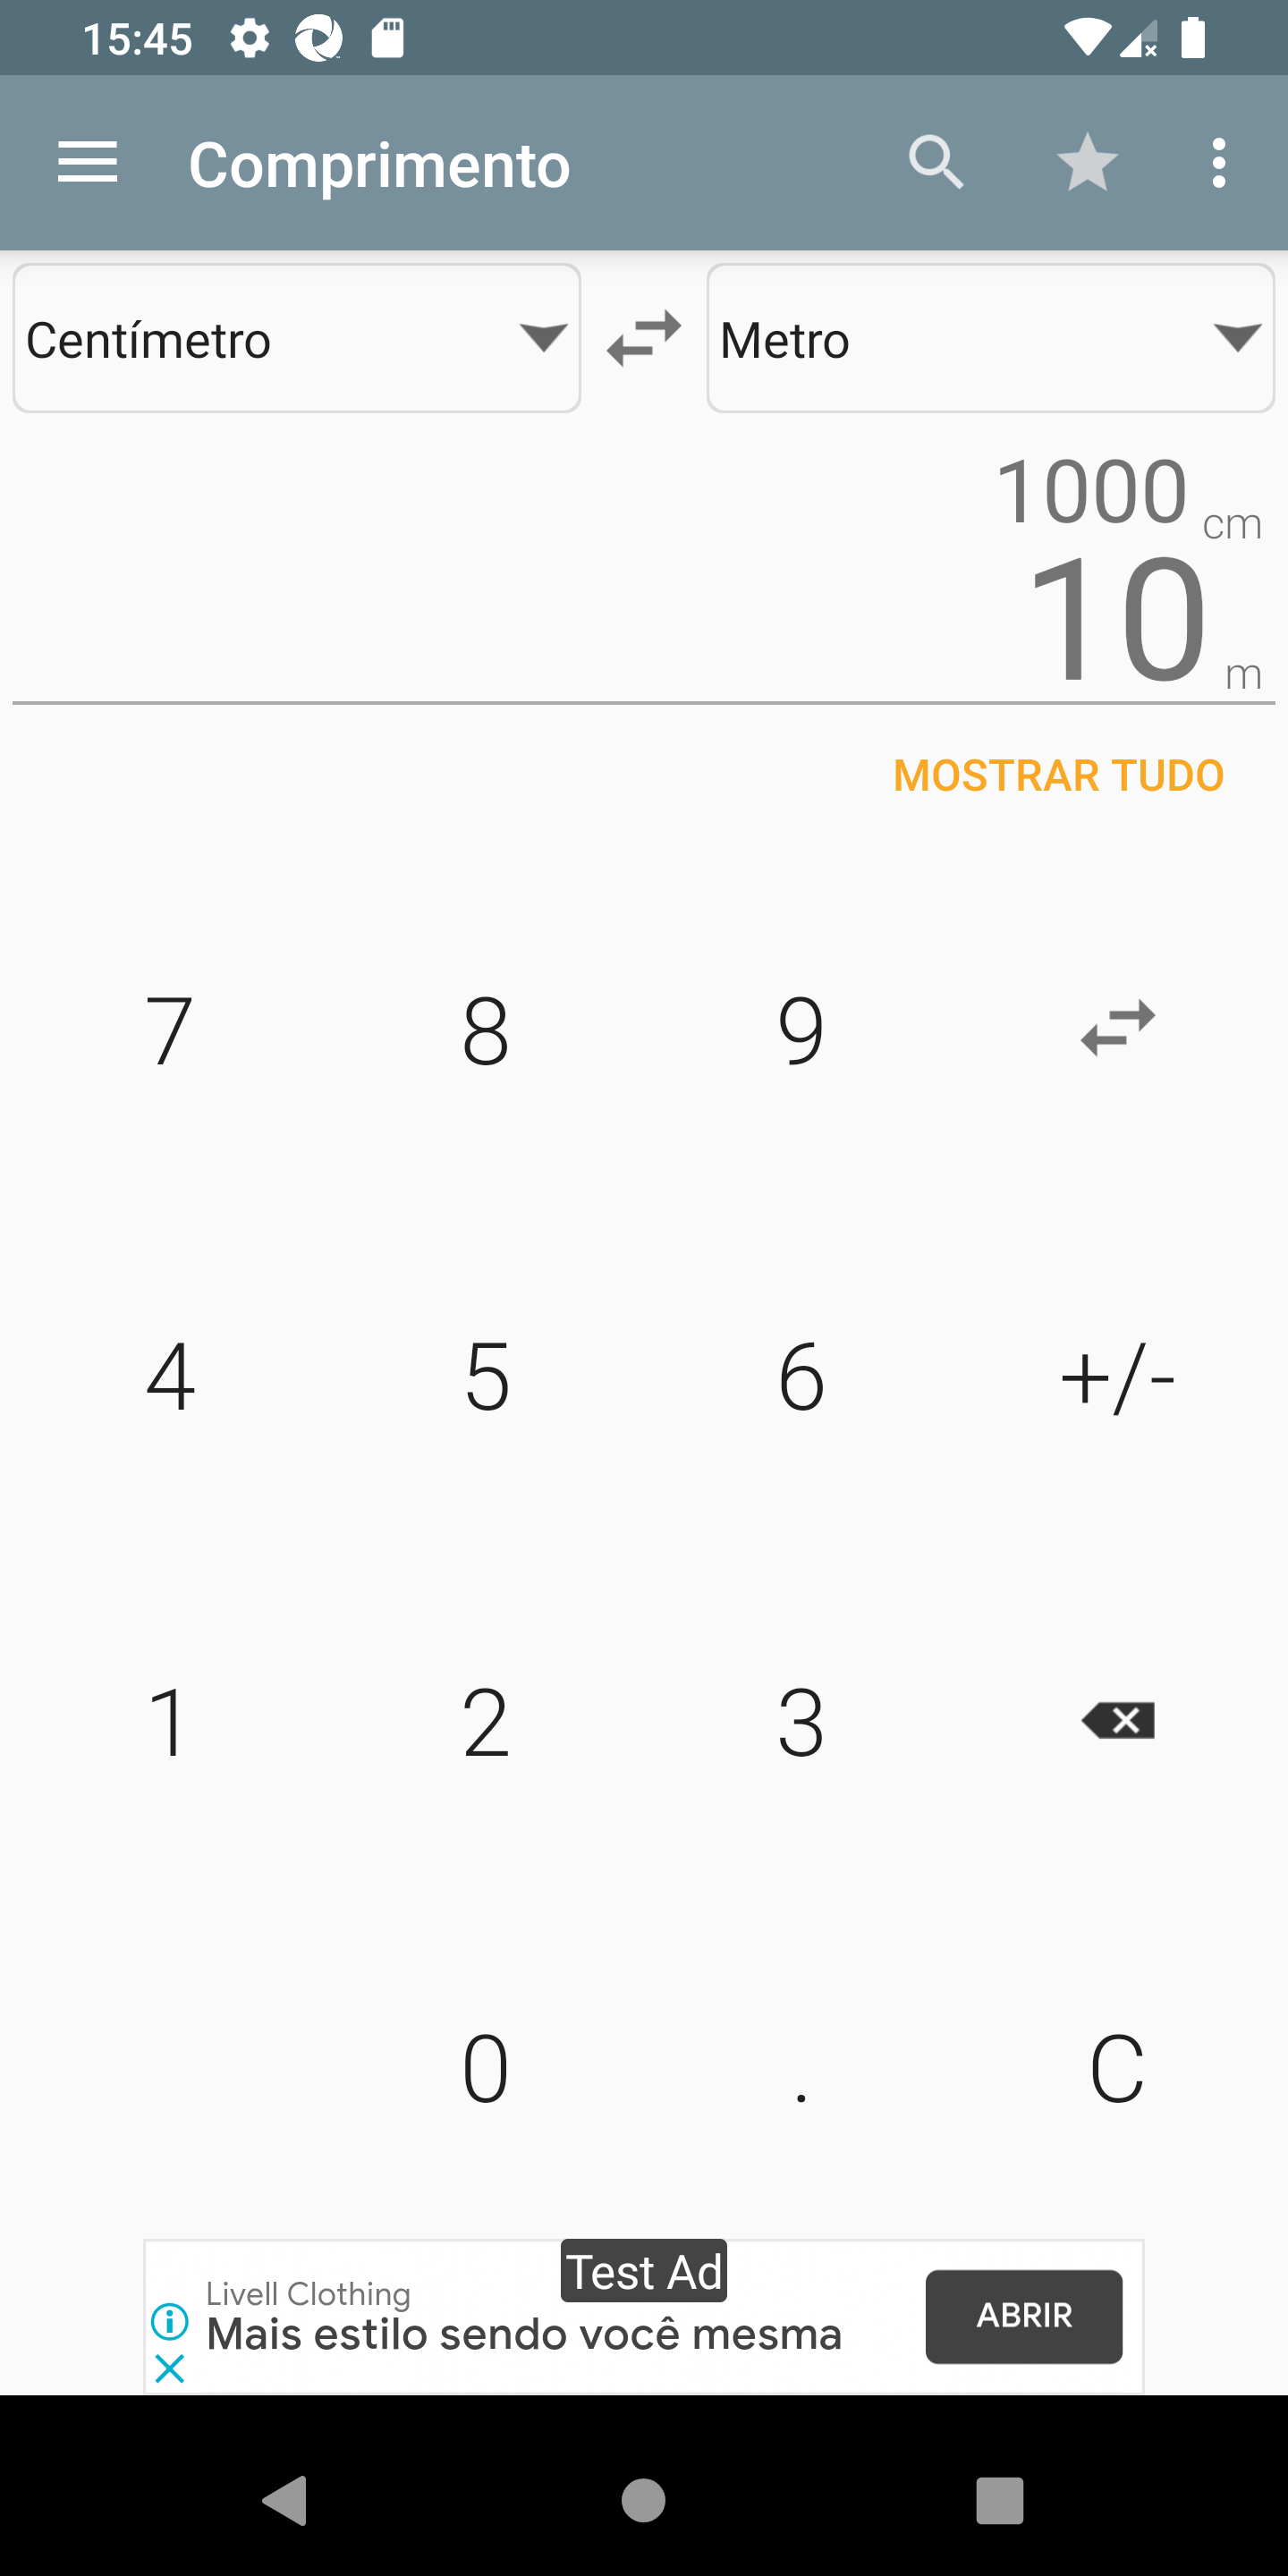 15:45
Comprimento
Centímetro Metro
1000 cm
10 m
MOSTRAR TUDO
7 8 9
4 5 6 +/-
1 2 3
0 . C
Test Ad
Livell Clothing
Mais estilo sendo você mesma
ABRIR